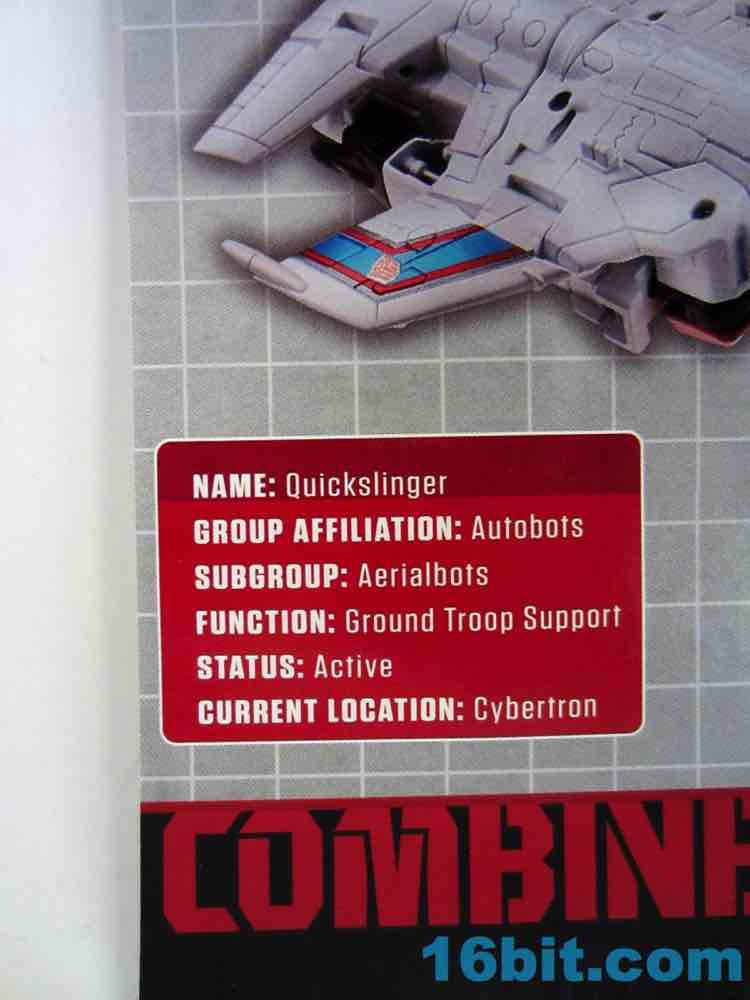 NAME: Quickslinger
GROUP AFFILIATION: Autobots
SUBGROUP: Aerialbots
FUNCTION: Ground Troop Support
STATUS: Active
CURRENT LOCATION: Cybertron
COMBINE
16bit.com